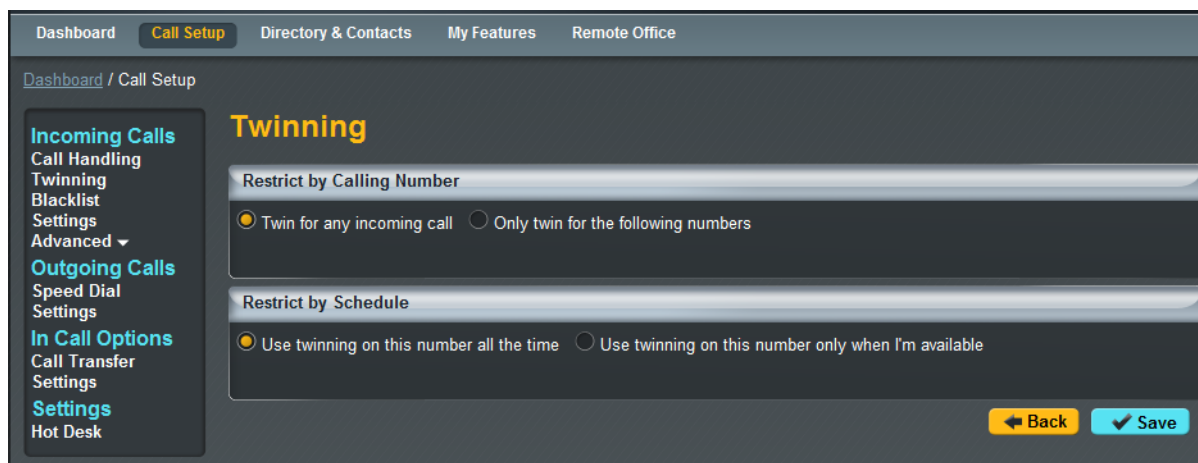 Dashboard Call Setup Directory & Contacts My Features Remote Office
Dashboard / Call Setup
Incoming Calls
Call Handling
Twinning
Blacklist
Settings
Advanced
Outgoing Calls
Speed Dial
Settings
In Call Options
Call Transfer
Settings
Settings
Hot Desk
Twinning
Restrict by Calling Number
Twin for any incoming call Only twin for the following numbers
Restrict by Schedule
Use twinning on this number all the time Use twinning on this number only when I'm available
Back Save